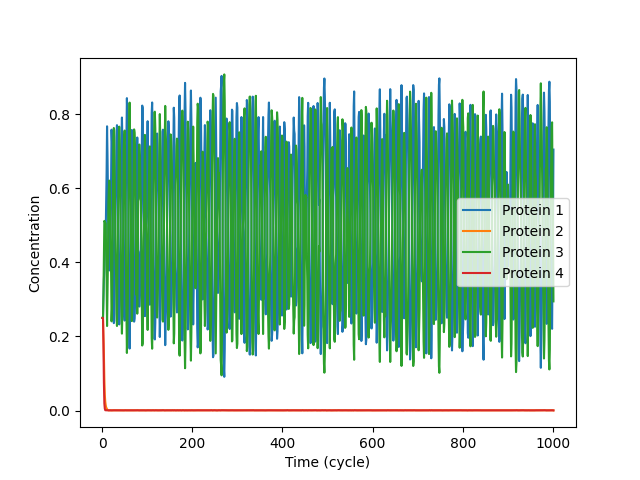 Concentration
0.8
0.6
0.4
0.2
0.0
Protein 1
Protein 2
Protein 3
Protein 4
0
200
400
600
800
1000
Time (cycle)